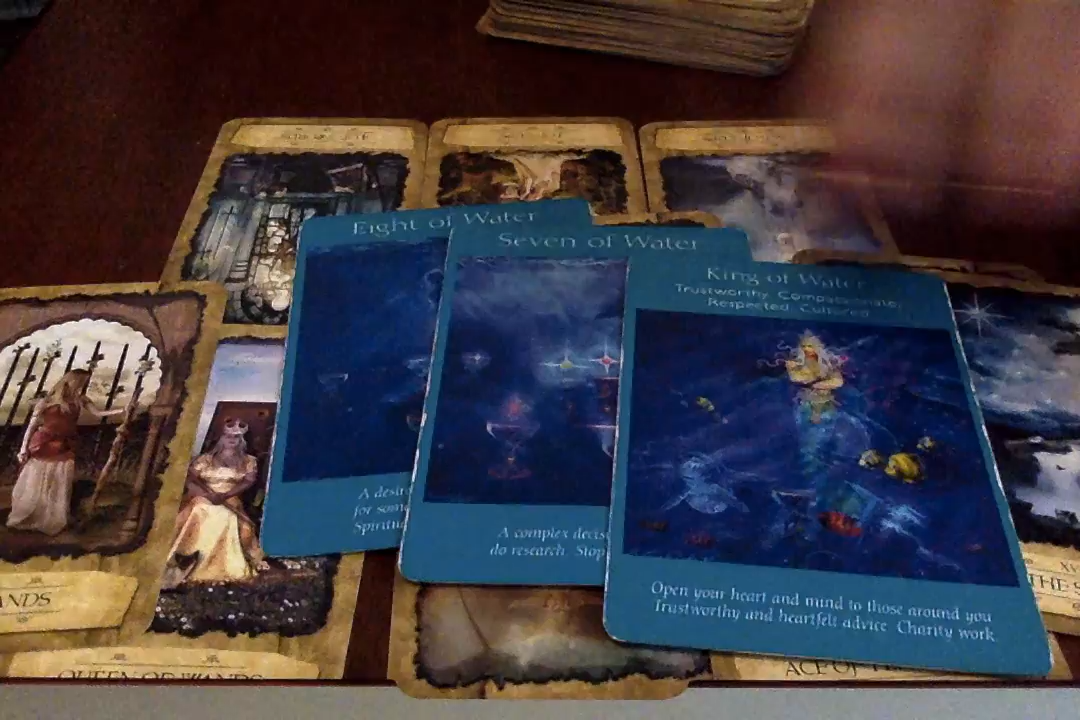 Eight of Water
Seven of Water
King of Water
Trustworthy Compassionate
Respected Cultured
A desire
for some
Spiritu
A complex decis
do research. Stop
Open your heart and mind to those around you
Trustworthy and heartfelt advice Charity work.
ANDS
QUEEN OF WANDS
ACE OF
THE S